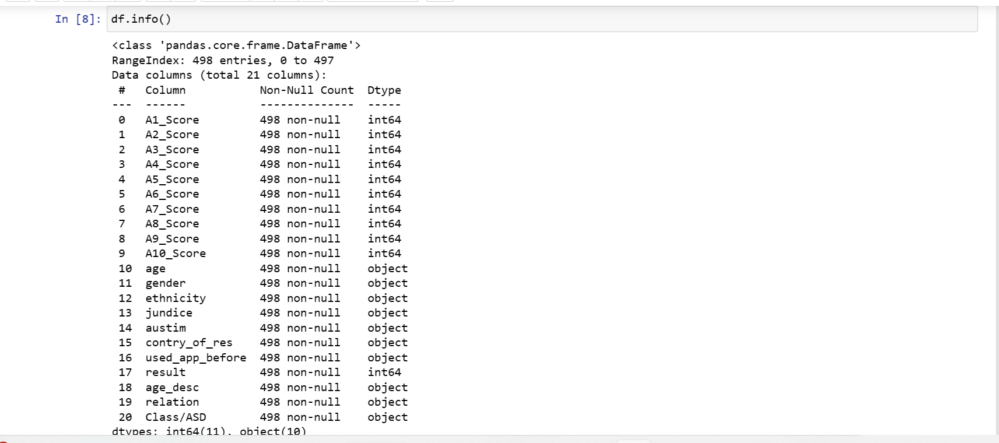 In [8]: df.info()
<class 'pandas.core.frame.DataFrame'>
RangeIndex: 498 entries, 0 to 497
Data columns (total 21 columns):
 #   Column           Non-Null Count  Dtype
---  ------           --------------  -----
 0   A1_Score         498 non-null    int64
 1   A2_Score         498 non-null    int64
 2   A3_Score         498 non-null    int64
 3   A4_Score         498 non-null    int64
 4   A5_Score         498 non-null    int64
 5   A6_Score         498 non-null    int64
 6   A7_Score         498 non-null    int64
 7   A8_Score         498 non-null    int64
 8   A9_Score         498 non-null    int64
 9   A10_Score        498 non-null    int64
 10  age              498 non-null    object
 11  gender           498 non-null    object
 12  ethnicity        498 non-null    object
 13  jundice          498 non-null    object
 14  austim           498 non-null    object
 15  contry_of_res    498 non-null    object
 16  used_app_before  498 non-null    object
 17  result           498 non-null    int64
 18  age_desc         498 non-null    object
 19  relation         498 non-null    object
 20  Class/ASD        498 non-null    object
dtypes: int64(11), object(10)